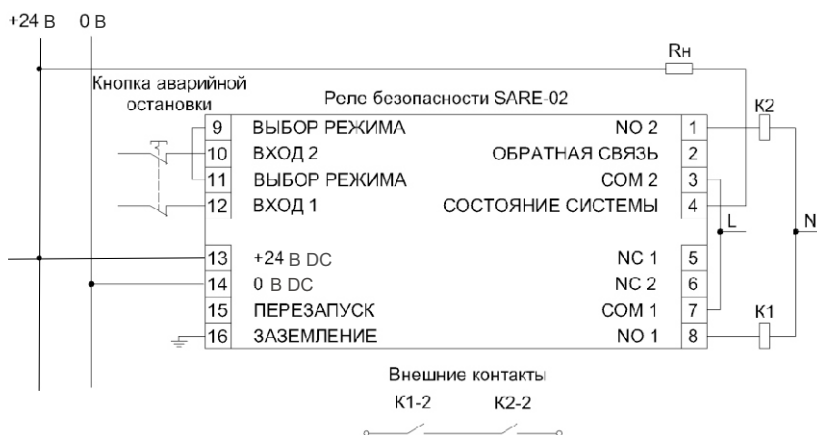 +24 В 0 В
Rн
Кнопка аварийной
остановки
Реле безопасности SARE-02
K2
9 ВЫБОР РЕЖИМА NO 2 1
10 ВХОД 2 ОБРАТНАЯ СВЯЗЬ 2
11 ВЫБОР РЕЖИМА COM 2 3
12 ВХОД 1 СОСТОЯНИЕ СИСТЕМЫ 4
L N
13 +24 В DC NC 1 5
14 0 В DC NC 2 6
15 ПЕРЕЗАПУСК COM 1 7
K1
16 ЗАЗЕМЛЕНИЕ NO 1 8
Внешние контакты
K1-2 K2-2